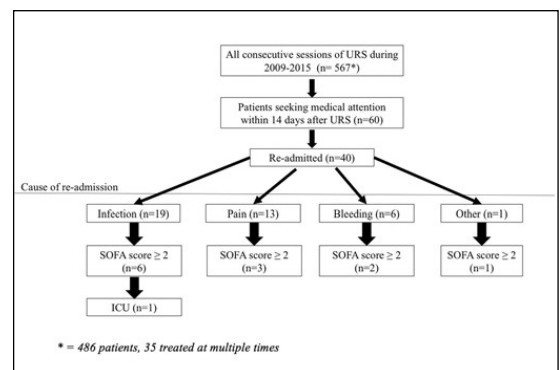 All consecutive sessions of URS during
2009-2015 (n= 567*)
Patients seeking medical attention
within 14 days after URS (n=60)
Re-admitted (n=40)
Cause of re-admission
Infection (n=19)
Pain (n=13)
Bleeding (n=6)
Other (n=1)
SOFA score ≥ 2
(n=6)
SOFA score ≥ 2
(n=3)
SOFA score ≥ 2
(n=2)
SOFA score ≥ 2
(n=1)
ICU (n=1)
* = 486 patients, 35 treated at multiple times